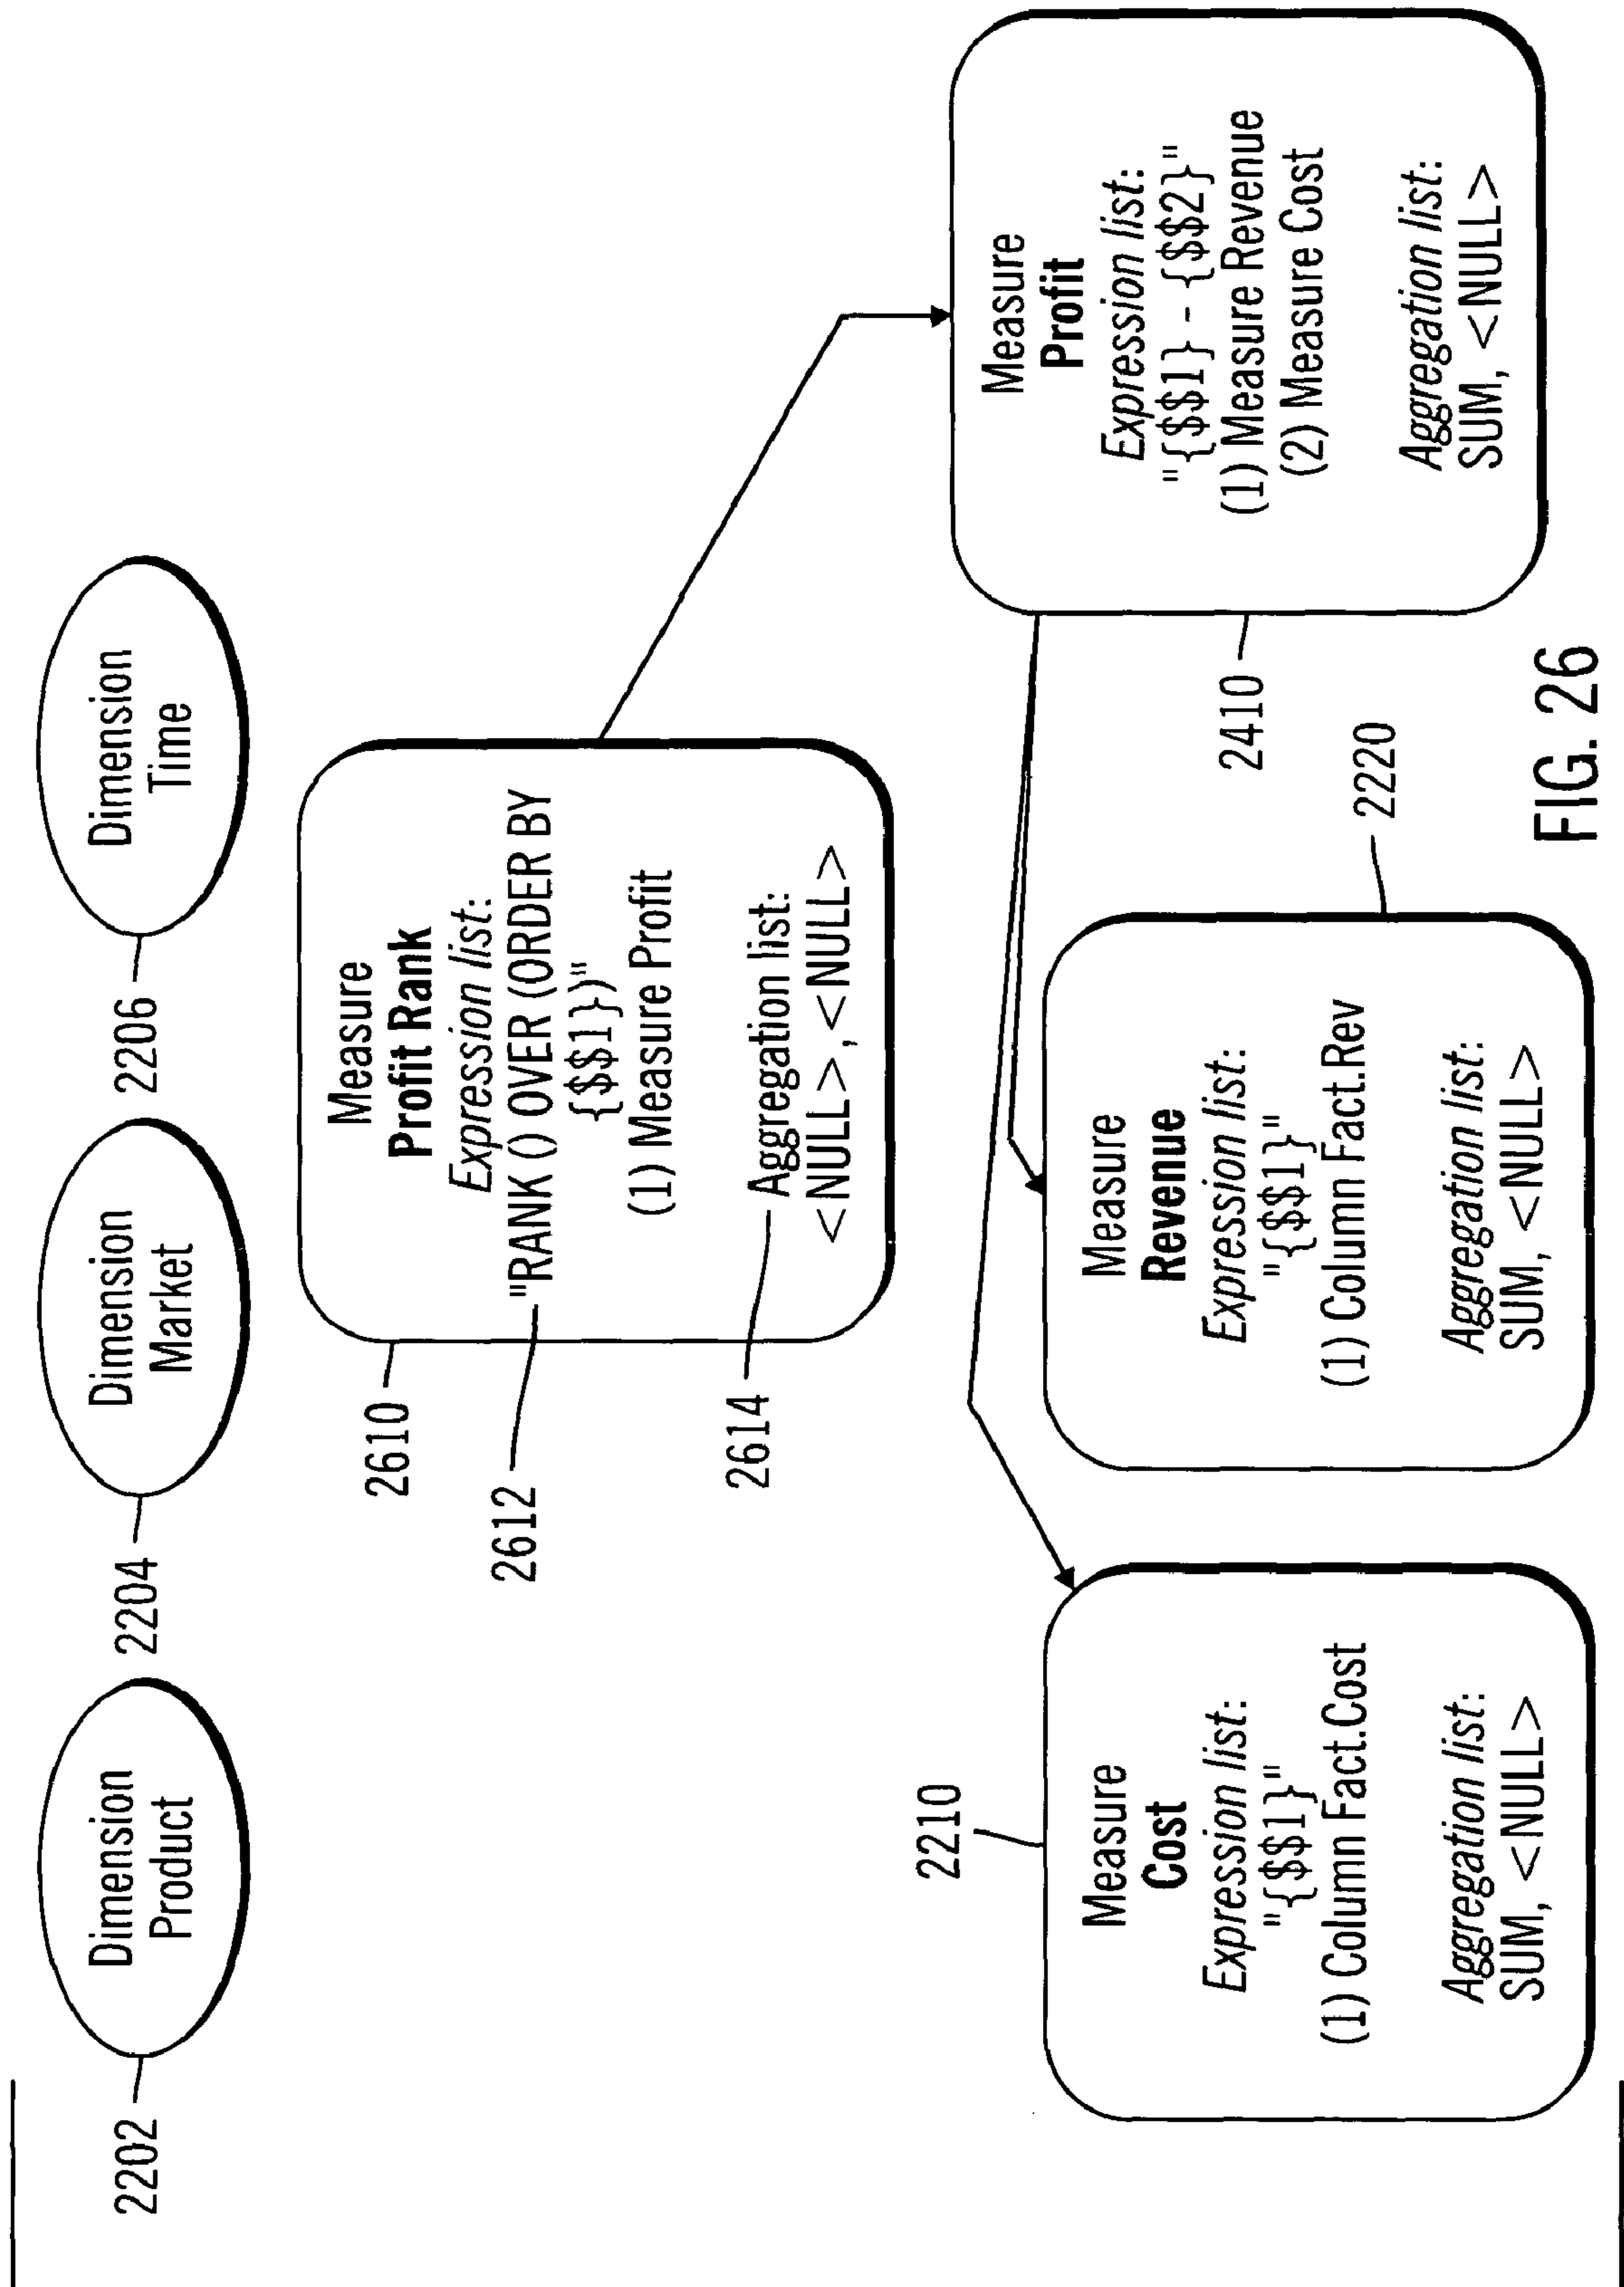 Dimension
Product
2202
Dimension
Market
2204
Dimension
Time
2206
Measure
Profit Rank
Expression list:
"RANK () OVER (ORDER BY
{$$1})"
(1) Measure Profit
Aggregation list:
<NULL>,<NULL>
2610
2612
2614
2210
Measure
Cost
Expression list:
"{$$1}"
(1) Column Fact.Cost
Aggregation list:
SUM, <NULL>
Measure
Revenue
Expression list:
"{$$1}"
(1) Column Fact.Rev
Aggregation list:
SUM, <NULL>
2220
Measure
Profit
Expression list:
"{$$1} - {$$2}"
(1) Measure Revenue
(2) Measure Cost
Aggregation list:
SUM, <NULL>
2410
FIG. 26